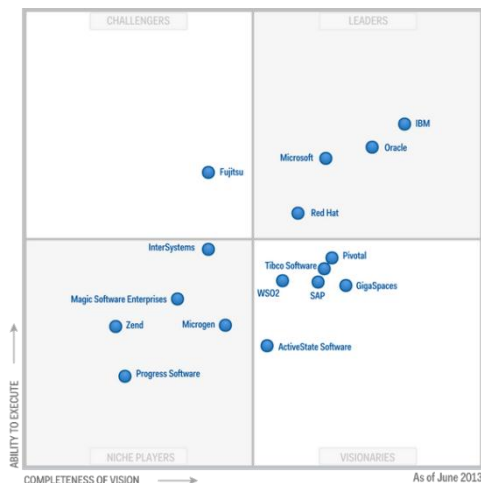 CHALLENGERS
LEADERS
IBM
Oracle
Microsoft
Fujitsu
Red Hat
InterSystems
Pivotal
Tibco Software
WSO2
SAP
GigaSpaces
Magic Software Enterprises
Zend
Microgen
ActiveState Software
Progress Software
NICHE PLAYERS
VISIONARIES
ABILITY TO EXECUTE
COMPLETENESS OF VISION
As of June 2013